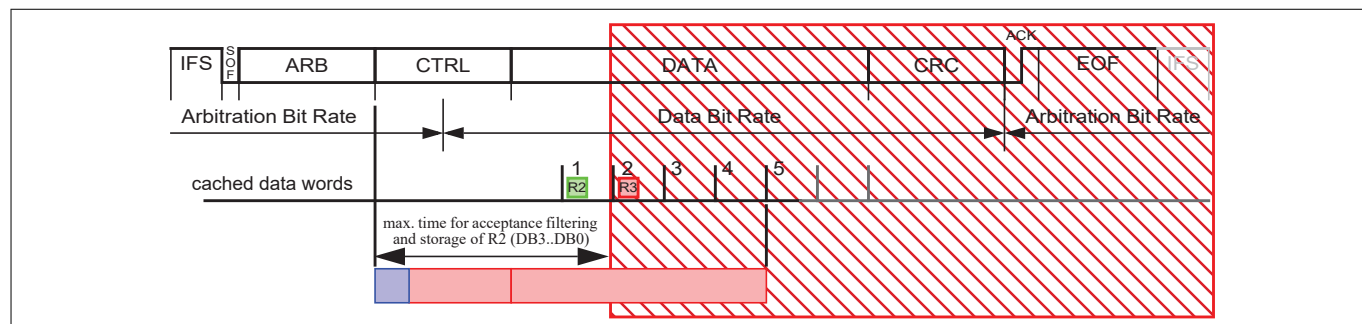 ACK
IFS SOF ARB CTRL DATA CRC EOF IFS
Arbitration Bit Rate Data Bit Rate Arbitration Bit Rate
1 2 3 4 5
cached data words R2 R3
max. time for acceptance filtering
and storage of R2 (DB3..DB0)